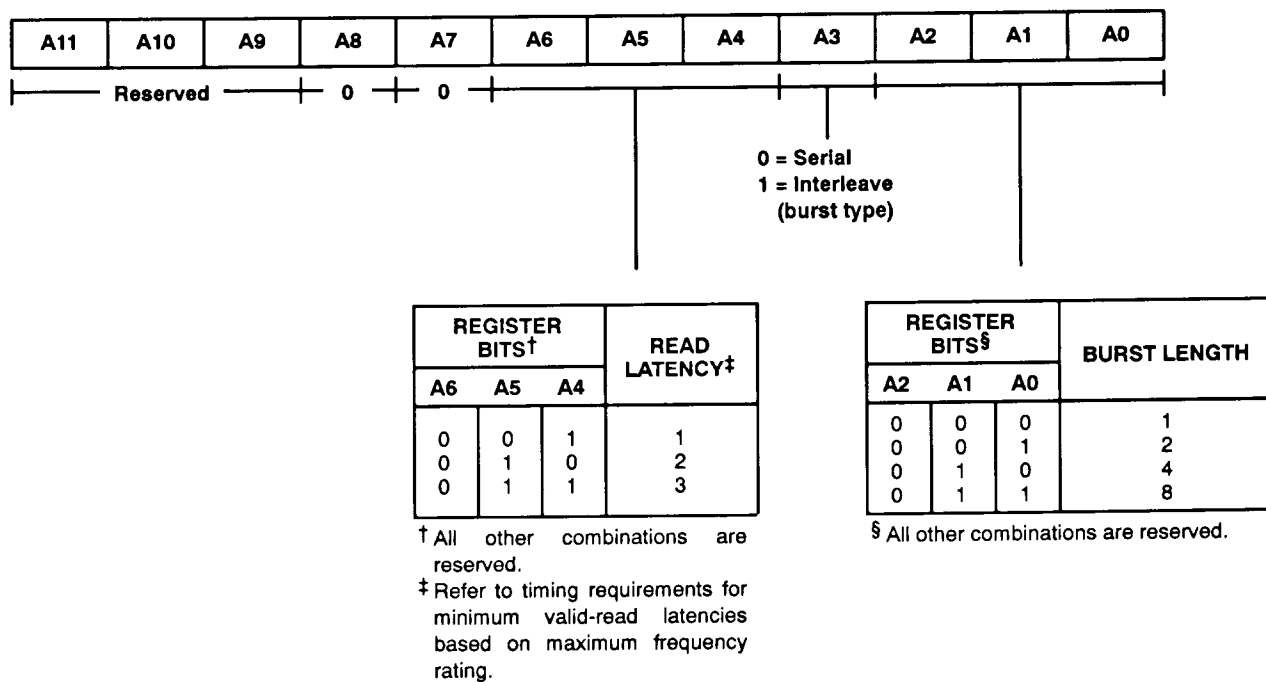 A11 A10 A9 A8 A7 A6 A5 A4 A3 A2 A1 A0
Reserved 0 0
0 = Serial
1 = Interleave
(burst type)
REGISTER
BITS†
READ
LATENCY‡
A6 A5 A4
0 0 1 1
0 1 0 2
0 1 1 3
† All other combinations are
reserved.
‡ Refer to timing requirements for
minimum valid-read latencies
based on maximum frequency
rating.
REGISTER
BITS§
BURST LENGTH
A2 A1 A0
0 0 0 1
0 0 1 2
0 1 0 4
0 1 1 8
§ All other combinations are reserved.